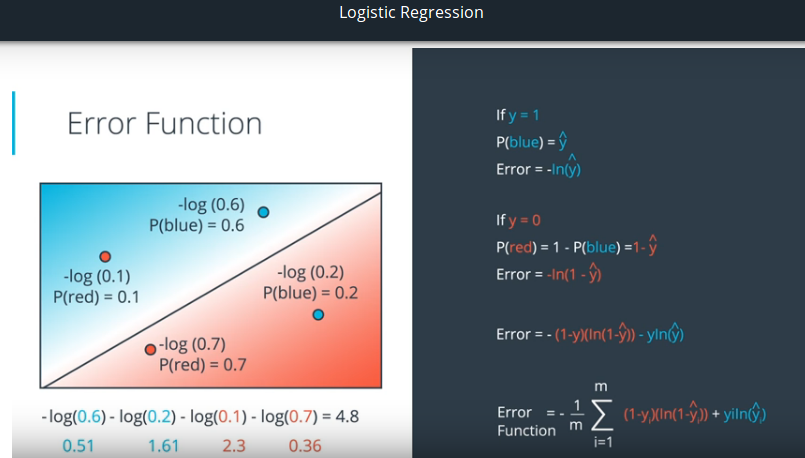 Logistic Regression
Error Function
-log (0.6)
P(blue) = 0.6
-log (0.1)
P(red) = 0.1
-log (0.2)
P(blue) = 0.2
-log (0.7)
P(red) = 0.7
-log(0.6) - log(0.2) - log(0.1) - log(0.7) = 4.8
0.51 1.61 2.3 0.36
If y = 1
P(blue) = ŷ
Error = -ln(ŷ)
If y = 0
P(red) = 1 - P(blue) =1- ŷ
Error = -ln(1 - ŷ)
Error = - (1-y)(ln(1-ŷ)) - yln(ŷ)
Error Function = - 1/m ∑ i=1 m (1-yᵢ)(ln(1-ŷᵢ)) + yiln(ŷᵢ)